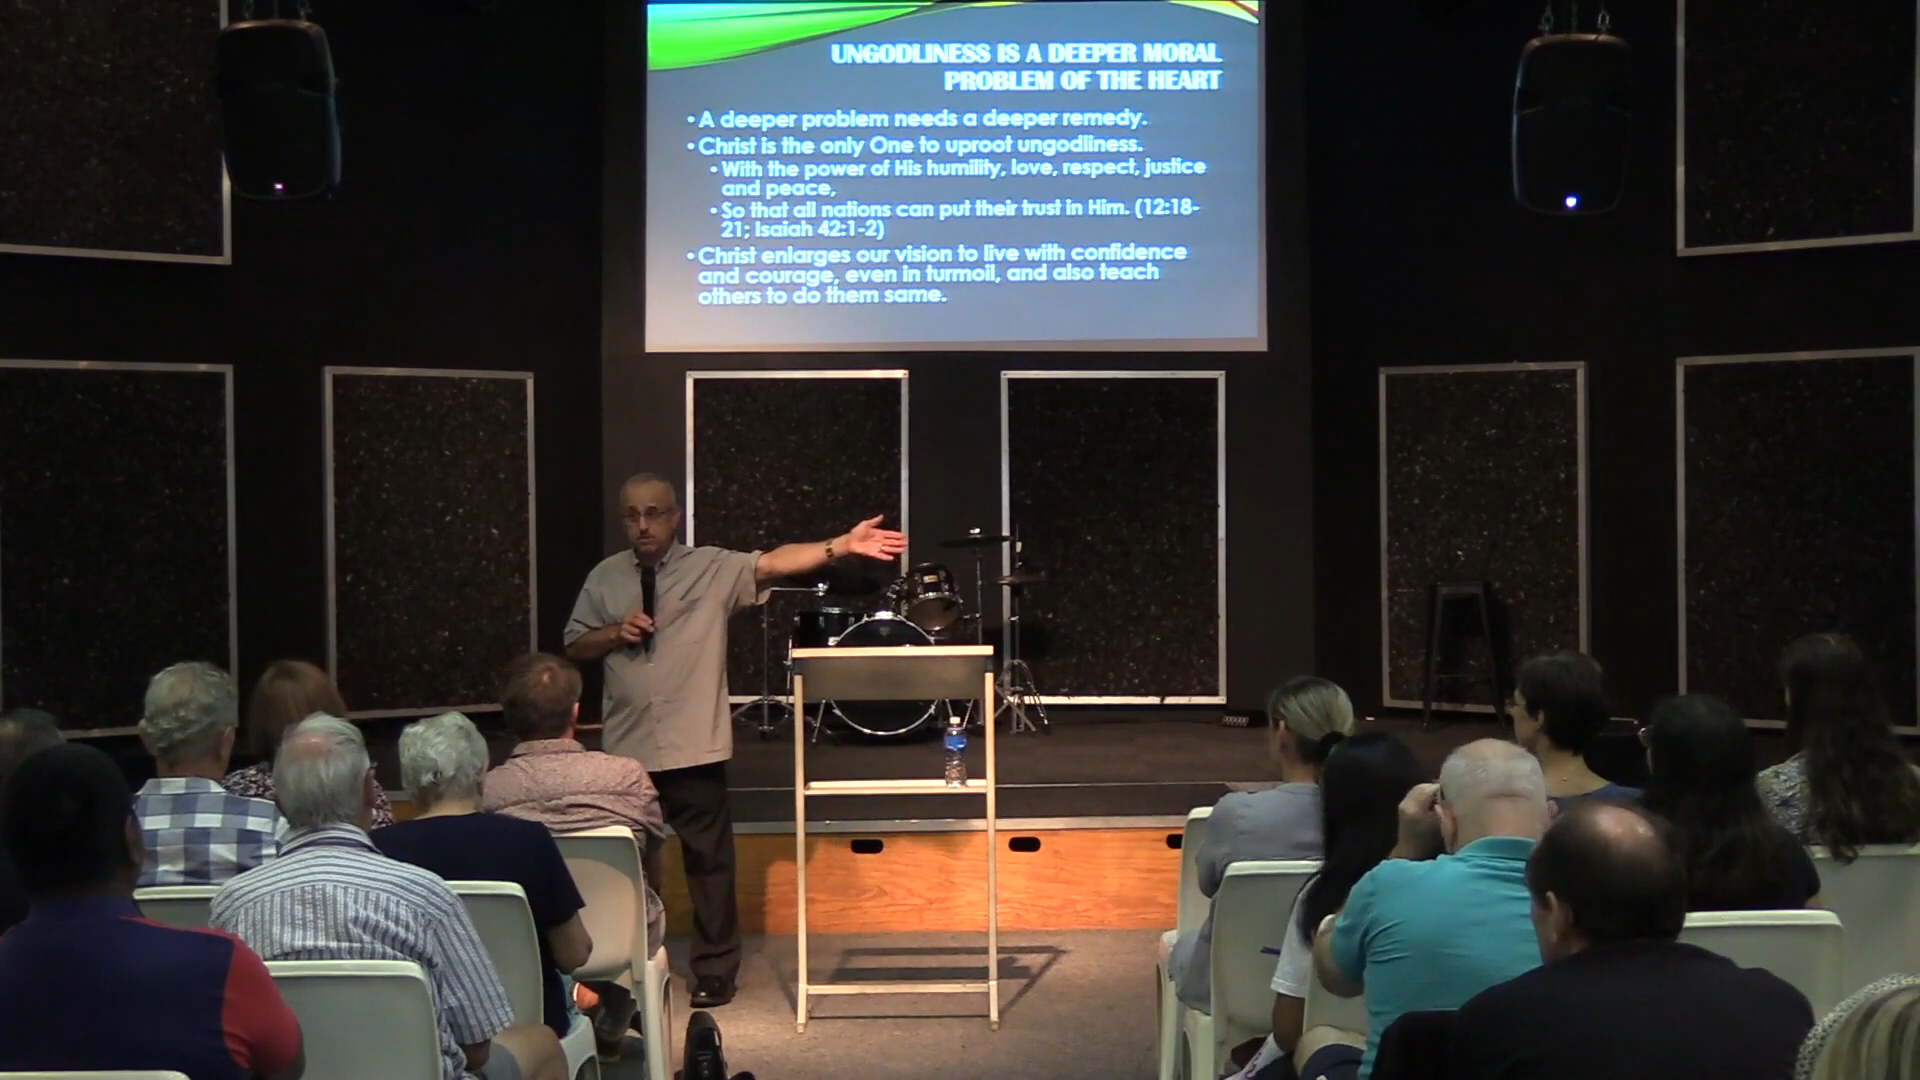 UNGODLINESS IS A DEEPER MORAL
PROBLEM OF THE HEART
• A deeper problem needs a deeper remedy.
• Christ is the only One to uproot ungodliness.
• With the power of His humility, love, respect, justice
and peace,
• So that all nations can put their trust in Him. (12:18-
21; Isaiah 42:1-2)
• Christ enlarges our vision to live with confidence
and courage, even in turmoil, and also teach
others to do them same.